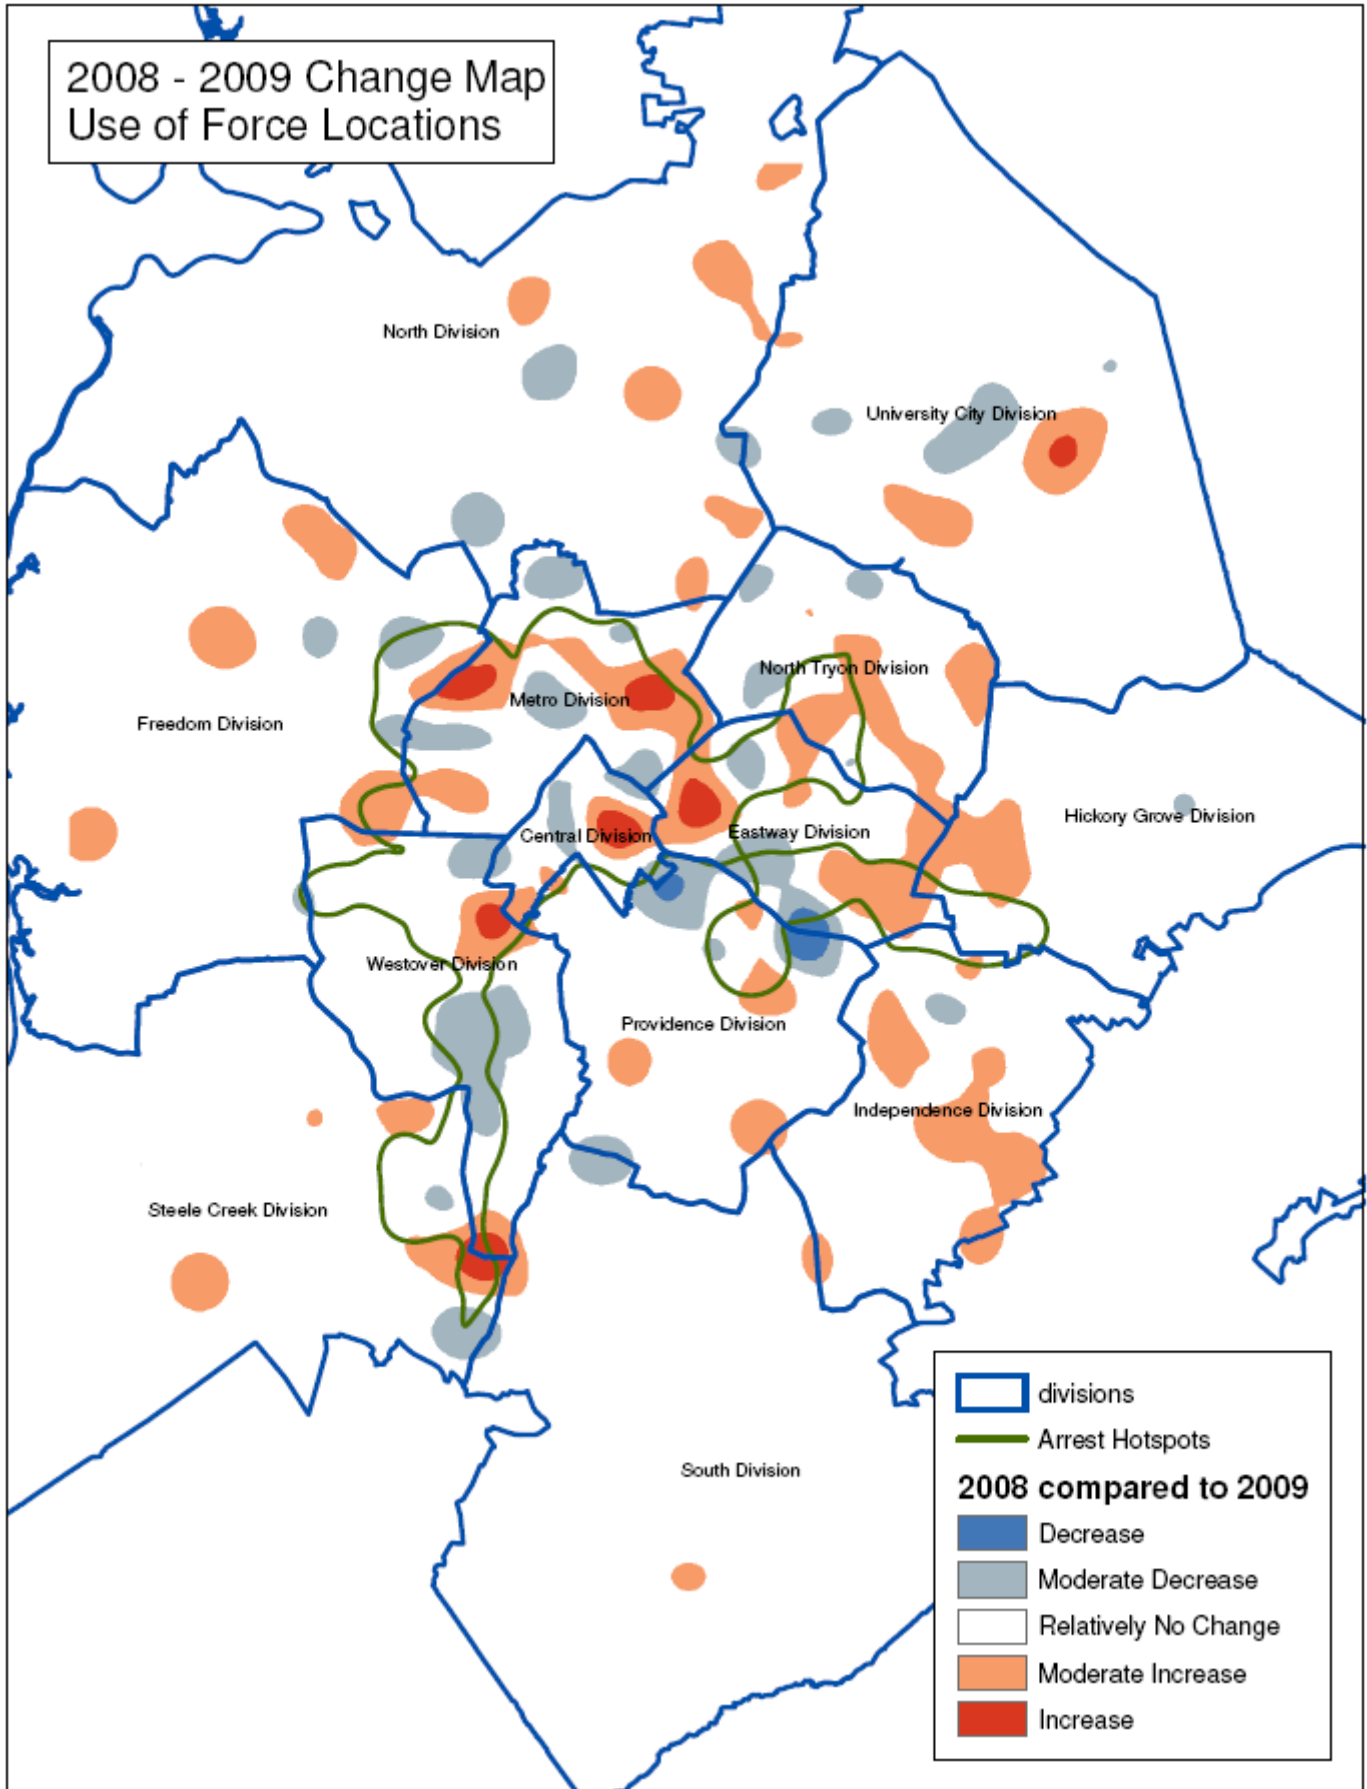 2008 - 2009 Change Map
Use of Force Locations
North Division
University City Division
North Tryon Division
Metro Division
Freedom Division
Hickory Grove Division
Central Division
Eastway Division
Westover Division
Providence Division
Independence Division
Steele Creek Division
South Division
divisions
Arrest Hotspots
2008 compared to 2009
Decrease
Moderate Decrease
Relatively No Change
Moderate Increase
Increase